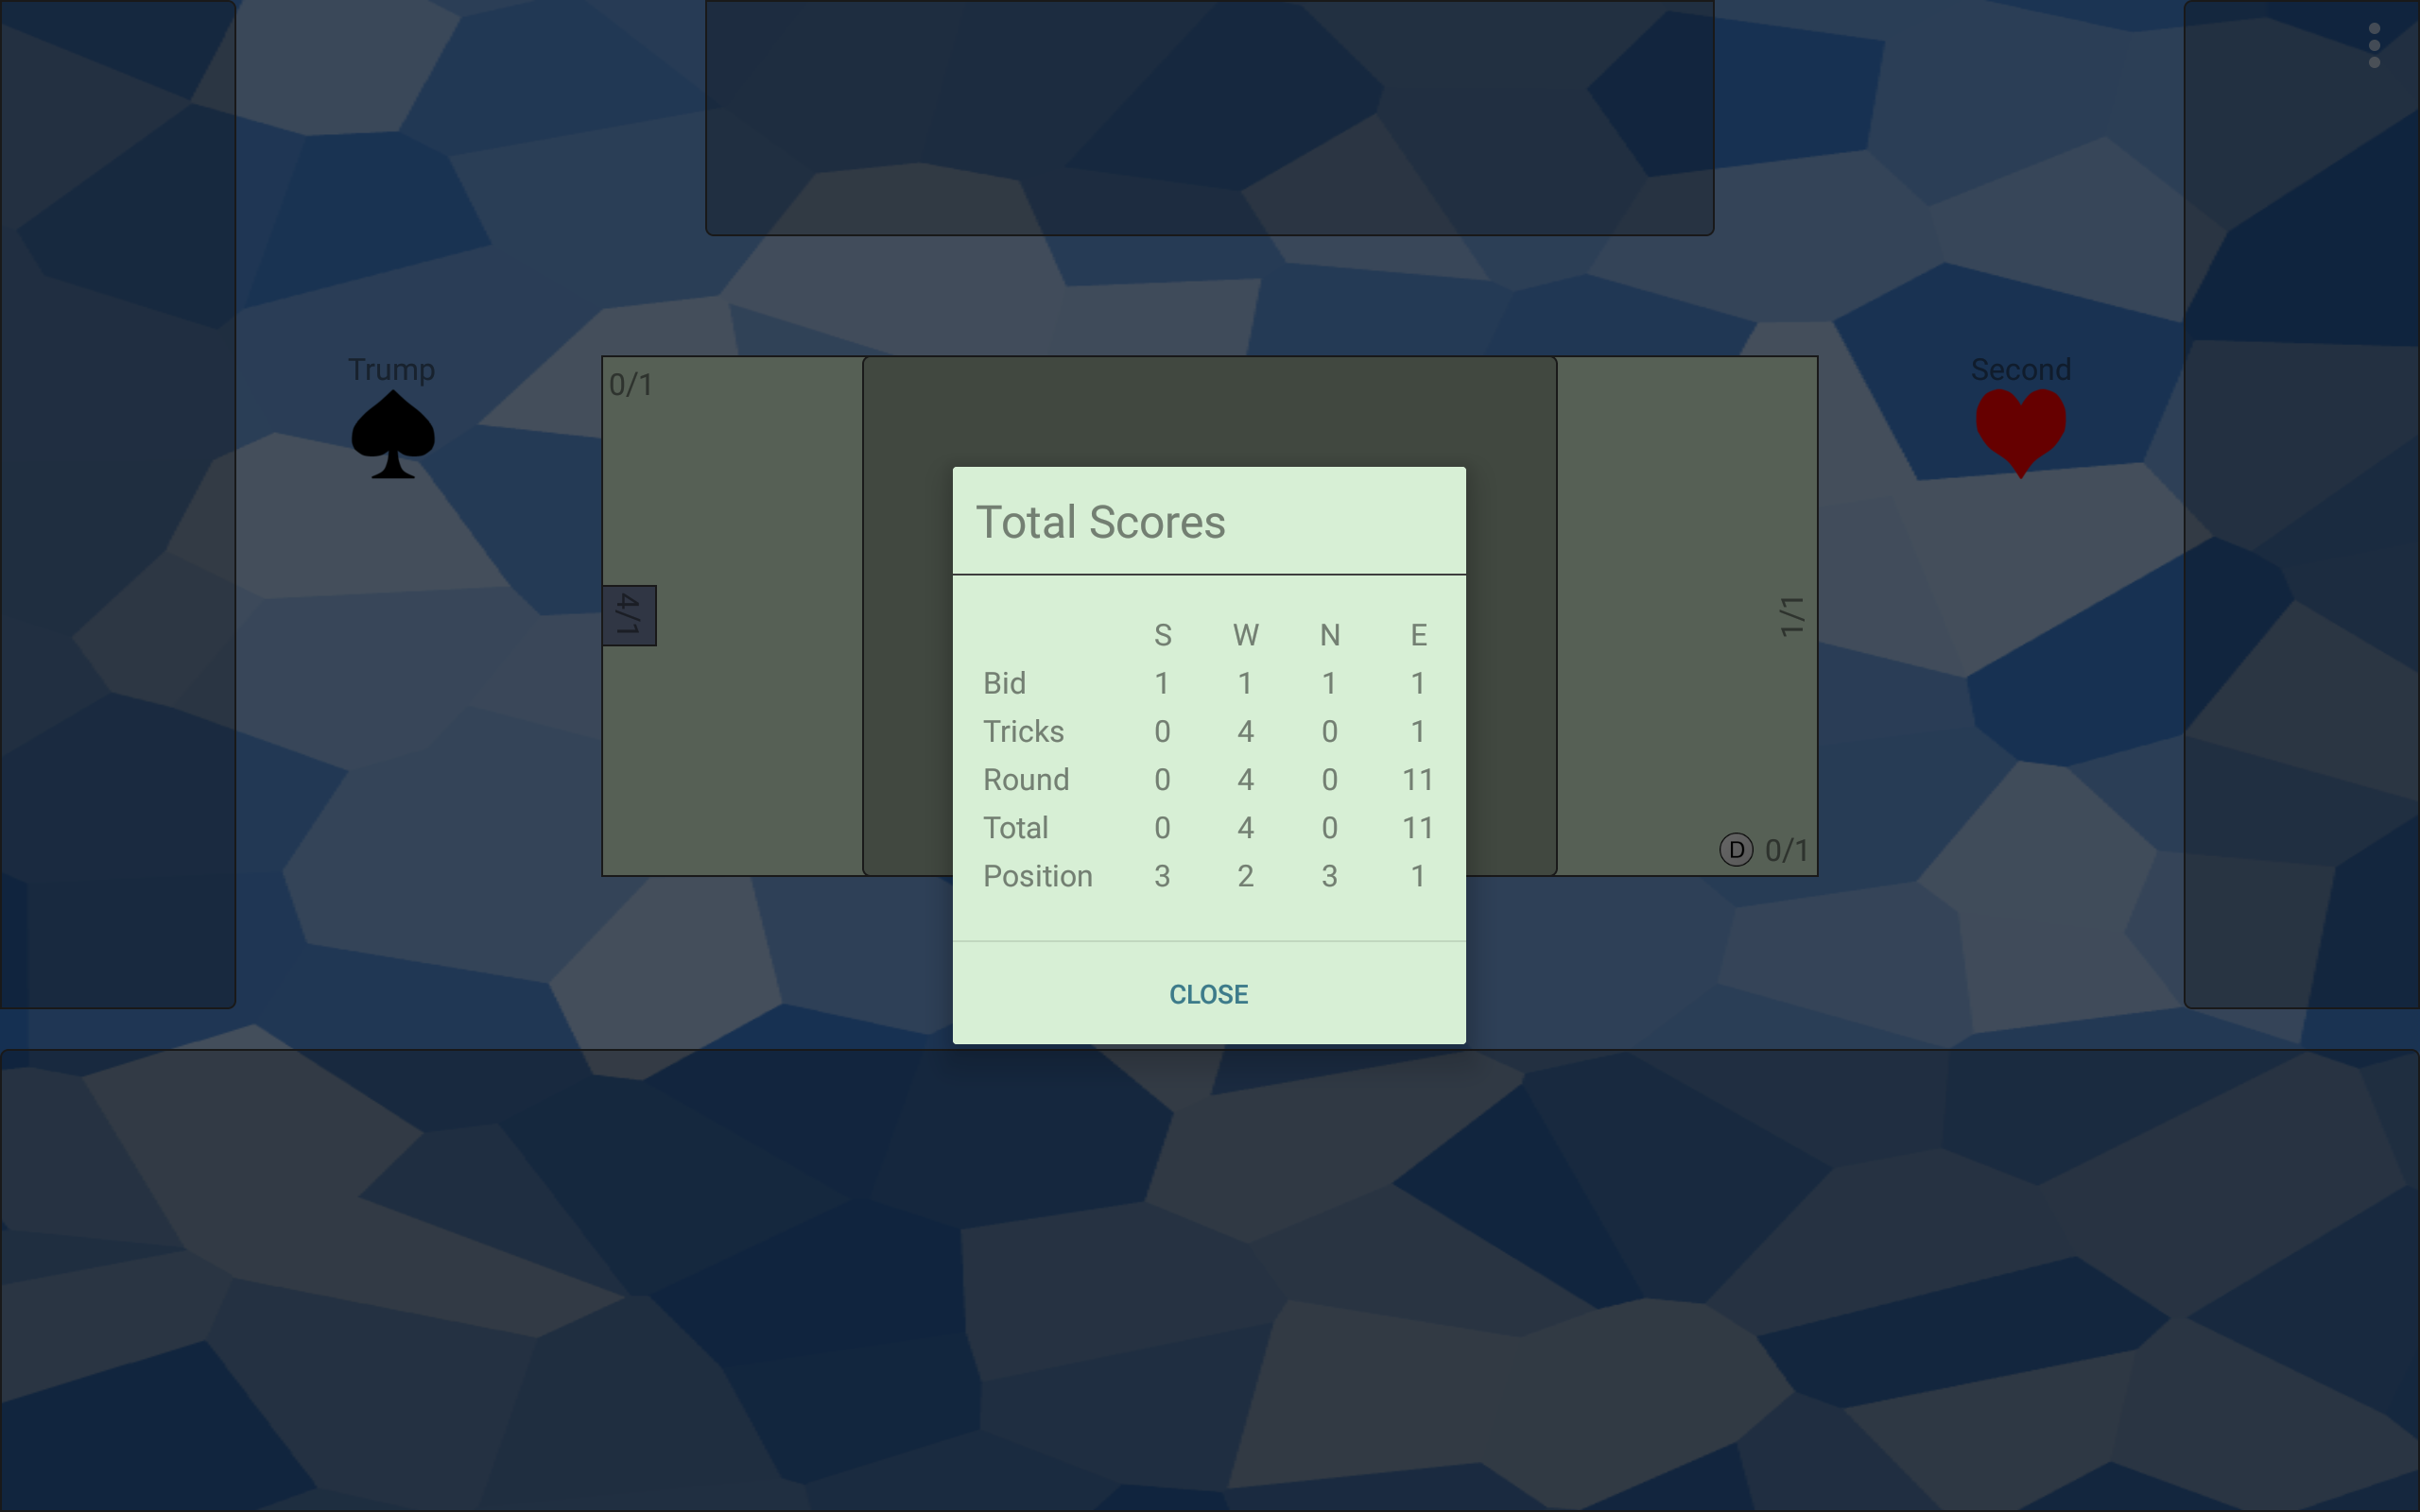 Trump
Second
0/1
4/1
1/1
D 0/1
Total Scores
S W N E
Bid 1 1 1 1
Tricks 0 4 0 1
Round 0 4 0 11
Total 0 4 0 11
Position 3 2 3 1
CLOSE